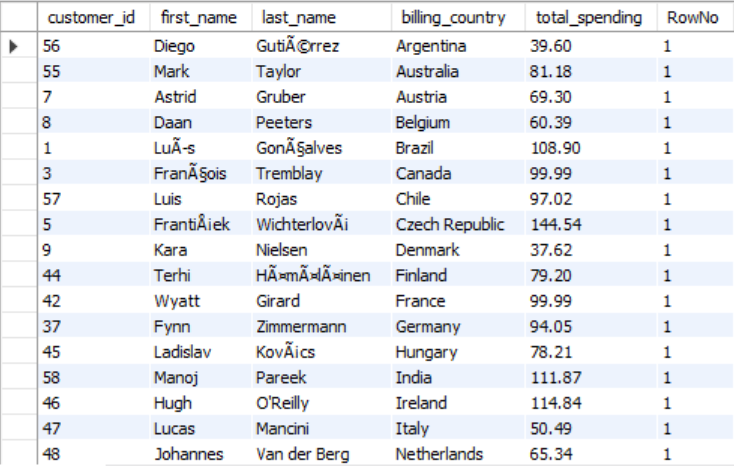 customer_id first_name last_name billing_country total_spending RowNo
56 Diego GutiÃ©rrez Argentina 39.60 1
55 Mark Taylor Australia 81.18 1
7 Astrid Gruber Austria 69.30 1
8 Daan Peeters Belgium 60.39 1
1 LuÃ-s GonÃ§alves Brazil 108.90 1
3 FranÃ§ois Tremblay Canada 99.99 1
57 Luis Rojas Chile 97.02 1
5 FrantiÅiek WichterlovÃi Czech Republic 144.54 1
9 Kara Nielsen Denmark 37.62 1
44 Terhi HÃ¤mÃ¤lÃ¤inen Finland 79.20 1
42 Wyatt Girard France 99.99 1
37 Fynn Zimmermann Germany 94.05 1
45 Ladislav KovÃics Hungary 78.21 1
58 Manoj Pareek India 111.87 1
46 Hugh O'Reilly Ireland 114.84 1
47 Lucas Mancini Italy 50.49 1
48 Johannes Van der Berg Netherlands 65.34 1